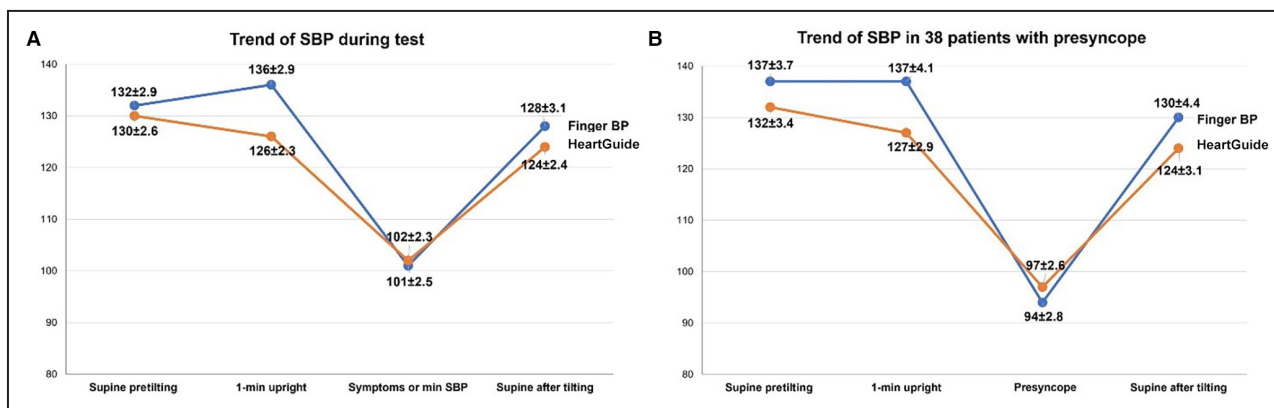 A
Trend of SBP during test
140
130
120
110
100
90
80
132±2.9
130±2.6
136±2.9
126±2.3
102±2.3
101±2.5
128±3.1
124±2.4
Finger BP
HeartGuide
Supine pretilting
1-min upright
Symptoms or min SBP
Supine after tilting
B
Trend of SBP in 38 patients with presyncope
140
130
120
110
100
90
80
137±3.7
132±3.4
137±4.1
127±2.9
97±2.6
94±2.8
130±4.4
124±3.1
Finger BP
HeartGuide
Supine pretilting
1-min upright
Presyncope
Supine after tilting